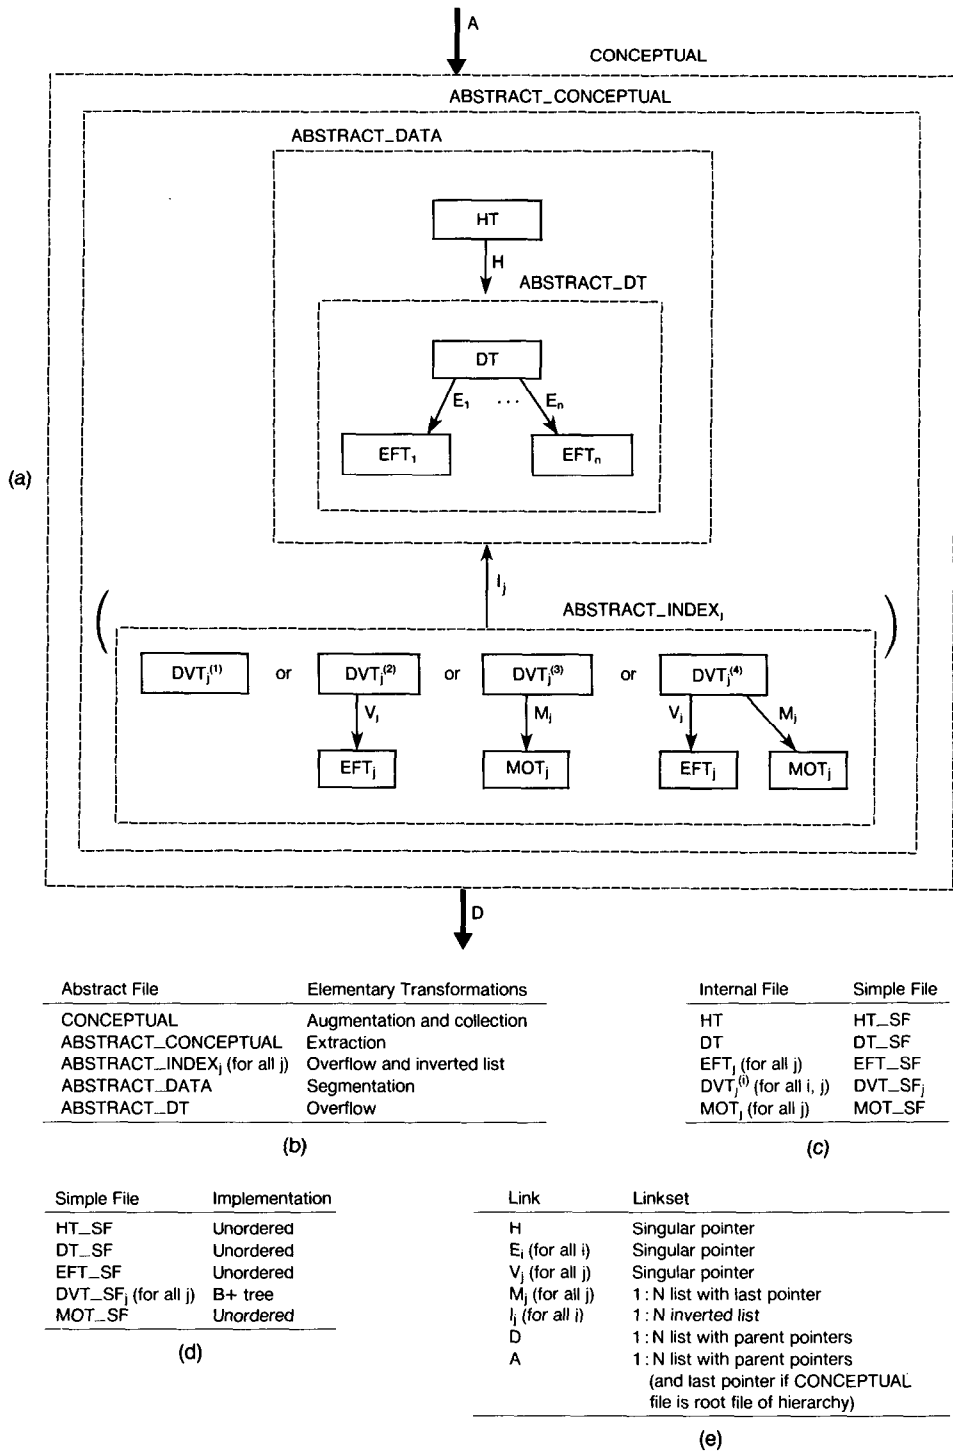 A
CONCEPTUAL
ABSTRACT_CONCEPTUAL
ABSTRACT_DATA
HT
H
ABSTRACT_DT
DT
E₁ ... Eₙ
EFT₁ EFTₙ
(a)
Iⱼ
( ABSTRACT_INDEXⱼ )
DVTⱼ⁽¹⁾ or DVTⱼ⁽²⁾ or DVTⱼ⁽³⁾ or DVTⱼ⁽⁴⁾
Vⱼ Mⱼ Vⱼ Mⱼ
EFTⱼ MOTⱼ EFTⱼ MOTⱼ
D
Abstract File Elementary Transformations
CONCEPTUAL Augmentation and collection
ABSTRACT_CONCEPTUAL Extraction
ABSTRACT_INDEXⱼ (for all j) Overflow and inverted list
ABSTRACT_DATA Segmentation
ABSTRACT_DT Overflow
(b)
Internal File Simple File
HT HT_SF
DT DT_SF
EFTⱼ (for all j) EFT_SF
DVTⱼ⁽ⁱ⁾ (for all i, j) DVT_SFⱼ
MOTⱼ (for all j) MOT_SF
(c)
Simple File Implementation
HT_SF Unordered
DT_SF Unordered
EFT_SF Unordered
DVT_SFⱼ (for all j) B+ tree
MOT_SF Unordered
(d)
Link Linkset
H Singular pointer
Eᵢ (for all i) Singular pointer
Vⱼ (for all j) Singular pointer
Mⱼ (for all j) 1:N list with last pointer
Iⱼ (for all j) 1:N inverted list
D 1:N list with parent pointers
A 1:N list with parent pointers
(and last pointer if CONCEPTUAL
file is root file of hierarchy)
(e)